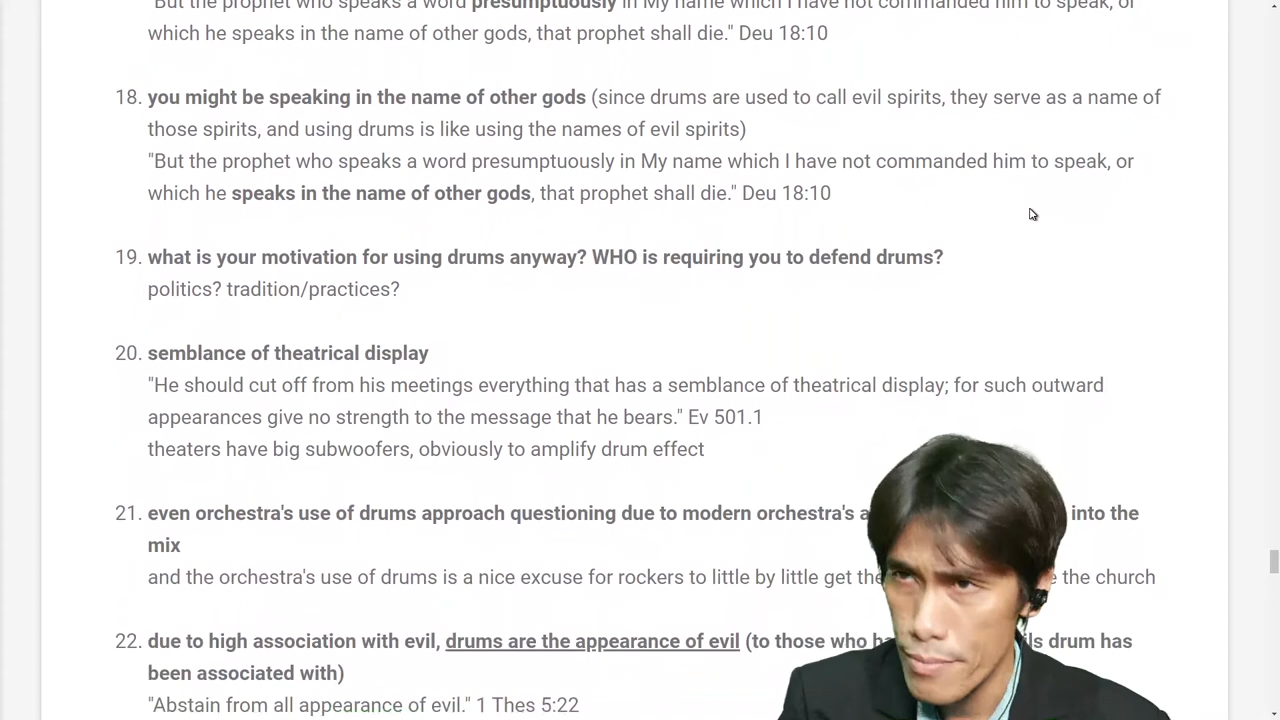 "But the prophet who speaks a word presumptuously in My name which I have not commanded him to speak, or
which he speaks in the name of other gods, that prophet shall die." Deu 18:10
18. you might be speaking in the name of other gods (since drums are used to call evil spirits, they serve as a name of
those spirits, and using drums is like using the names of evil spirits)
"But the prophet who speaks a word presumptuously in My name which I have not commanded him to speak, or
which he speaks in the name of other gods, that prophet shall die." Deu 18:10
19. what is your motivation for using drums anyway? WHO is requiring you to defend drums?
politics? tradition/practices?
20. semblance of theatrical display
"He should cut off from his meetings everything that has a semblance of theatrical display; for such outward
appearances give no strength to the message that he bears." Ev 501.1
theaters have big subwoofers, obviously to amplify drum effect
21. even orchestra's use of drums approach questioning due to modern orchestra's into the
mix
and the orchestra's use of drums is a nice excuse for rockers to little by little get the the church
22. due to high association with evil, drums are the appearance of evil (to those who drum has
been associated with)
"Abstain from all appearance of evil." 1 Thes 5:22